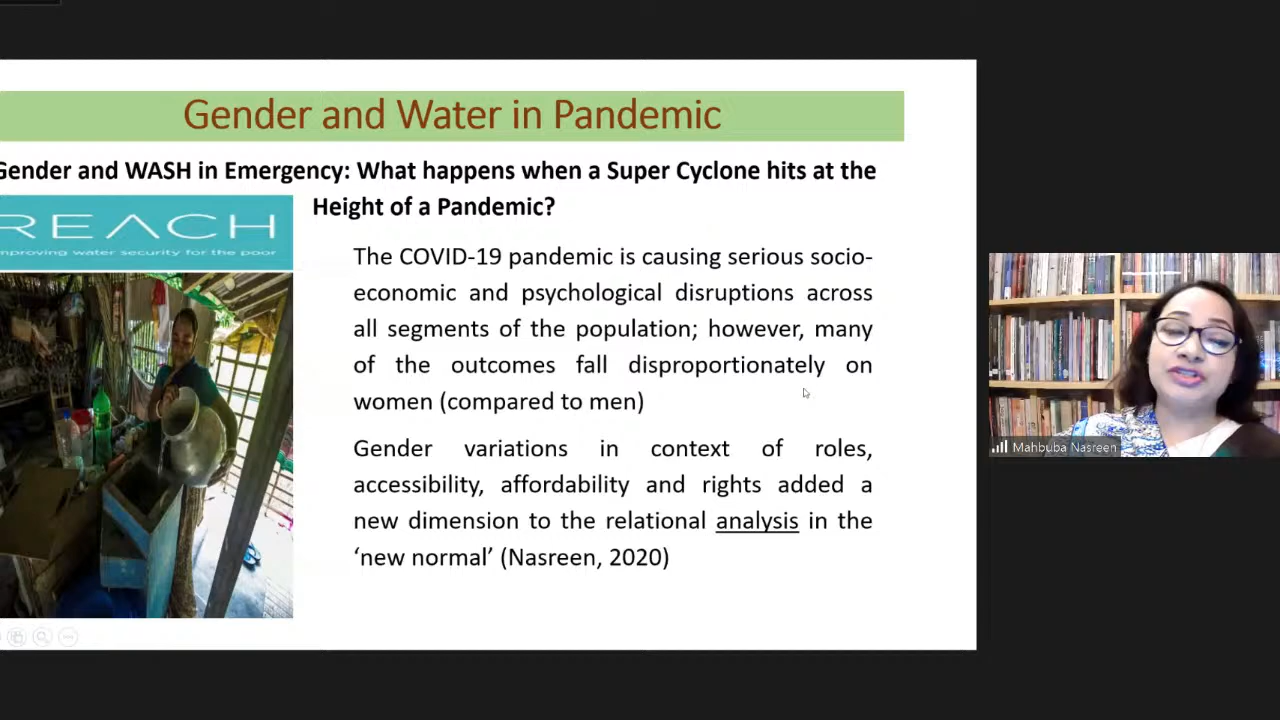 Gender and Water in Pandemic
Gender and WASH in Emergency: What happens when a Super Cyclone hits at the
Height of a Pandemic?
REACH
improving water security for the poor
The COVID-19 pandemic is causing serious socio-
economic and psychological disruptions across
all segments of the population; however, many
of the outcomes fall disproportionately on
women (compared to men)
Gender variations in context of roles,
accessibility, affordability and rights added a
new dimension to the relational analysis in the
‘new normal’ (Nasreen, 2020)
Mahbuba Nasreen